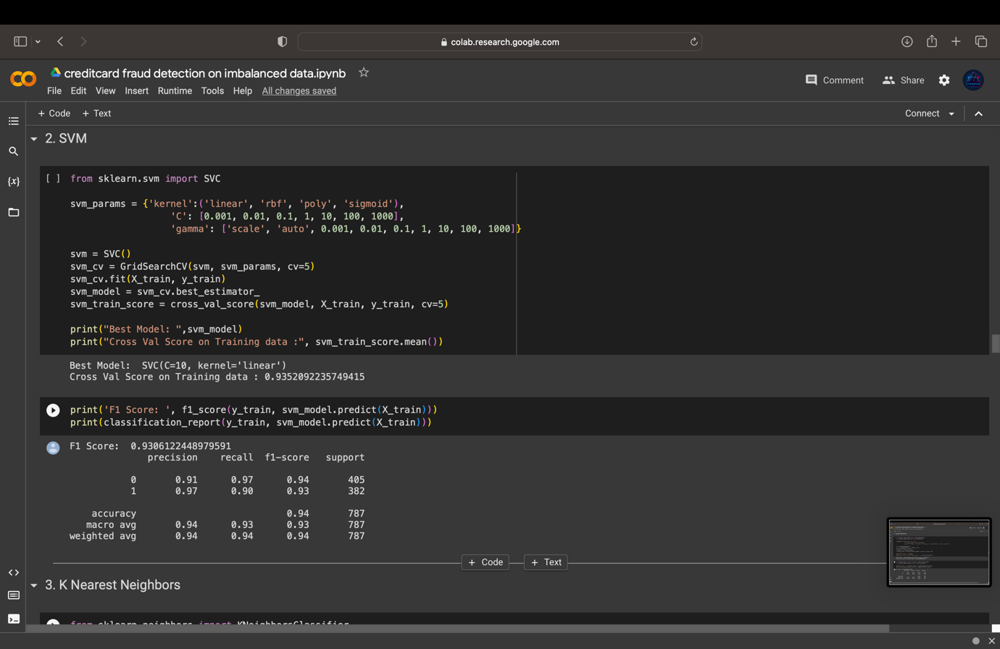 colab.research.google.com
creditcard fraud detection on imbalanced data.ipynb
Comment
Share
File Edit View Insert Runtime Tools Help All changes saved
+ Code + Text
Connect
2. SVM
{x}
[ ] from sklearn.svm import SVC
svm_params = {'kernel':('linear', 'rbf', 'poly', 'sigmoid'),
'C': [0.001, 0.01, 0.1, 1, 10, 100, 1000],
'gamma': ['scale', 'auto', 0.001, 0.01, 0.1, 1, 10, 100, 1000]}
svm = SVC()
svm_cv = GridSearchCV(svm, svm_params, cv=5)
svm_cv.fit(X_train, y_train)
svm_model = svm_cv.best_estimator_
svm_train_score = cross_val_score(svm_model, X_train, y_train, cv=5)
print("Best Model: ",svm_model)
print("Cross Val Score on Training data :", svm_train_score.mean())
Best Model:  SVC(C=10, kernel='linear')
Cross Val Score on Training data : 0.9352092235749415
print('F1 Score: ', f1_score(y_train, svm_model.predict(X_train)))
print(classification_report(y_train, svm_model.predict(X_train)))
F1 Score:  0.9306122448979591
precision recall f1-score support
0 0.91 0.97 0.94 405
1 0.97 0.90 0.93 382
accuracy 0.94 787
macro avg 0.94 0.93 0.93 787
weighted avg 0.94 0.94 0.94 787
+ Code + Text
3. K Nearest Neighbors
from sklearn.neighbors import KNeighborsClassifier